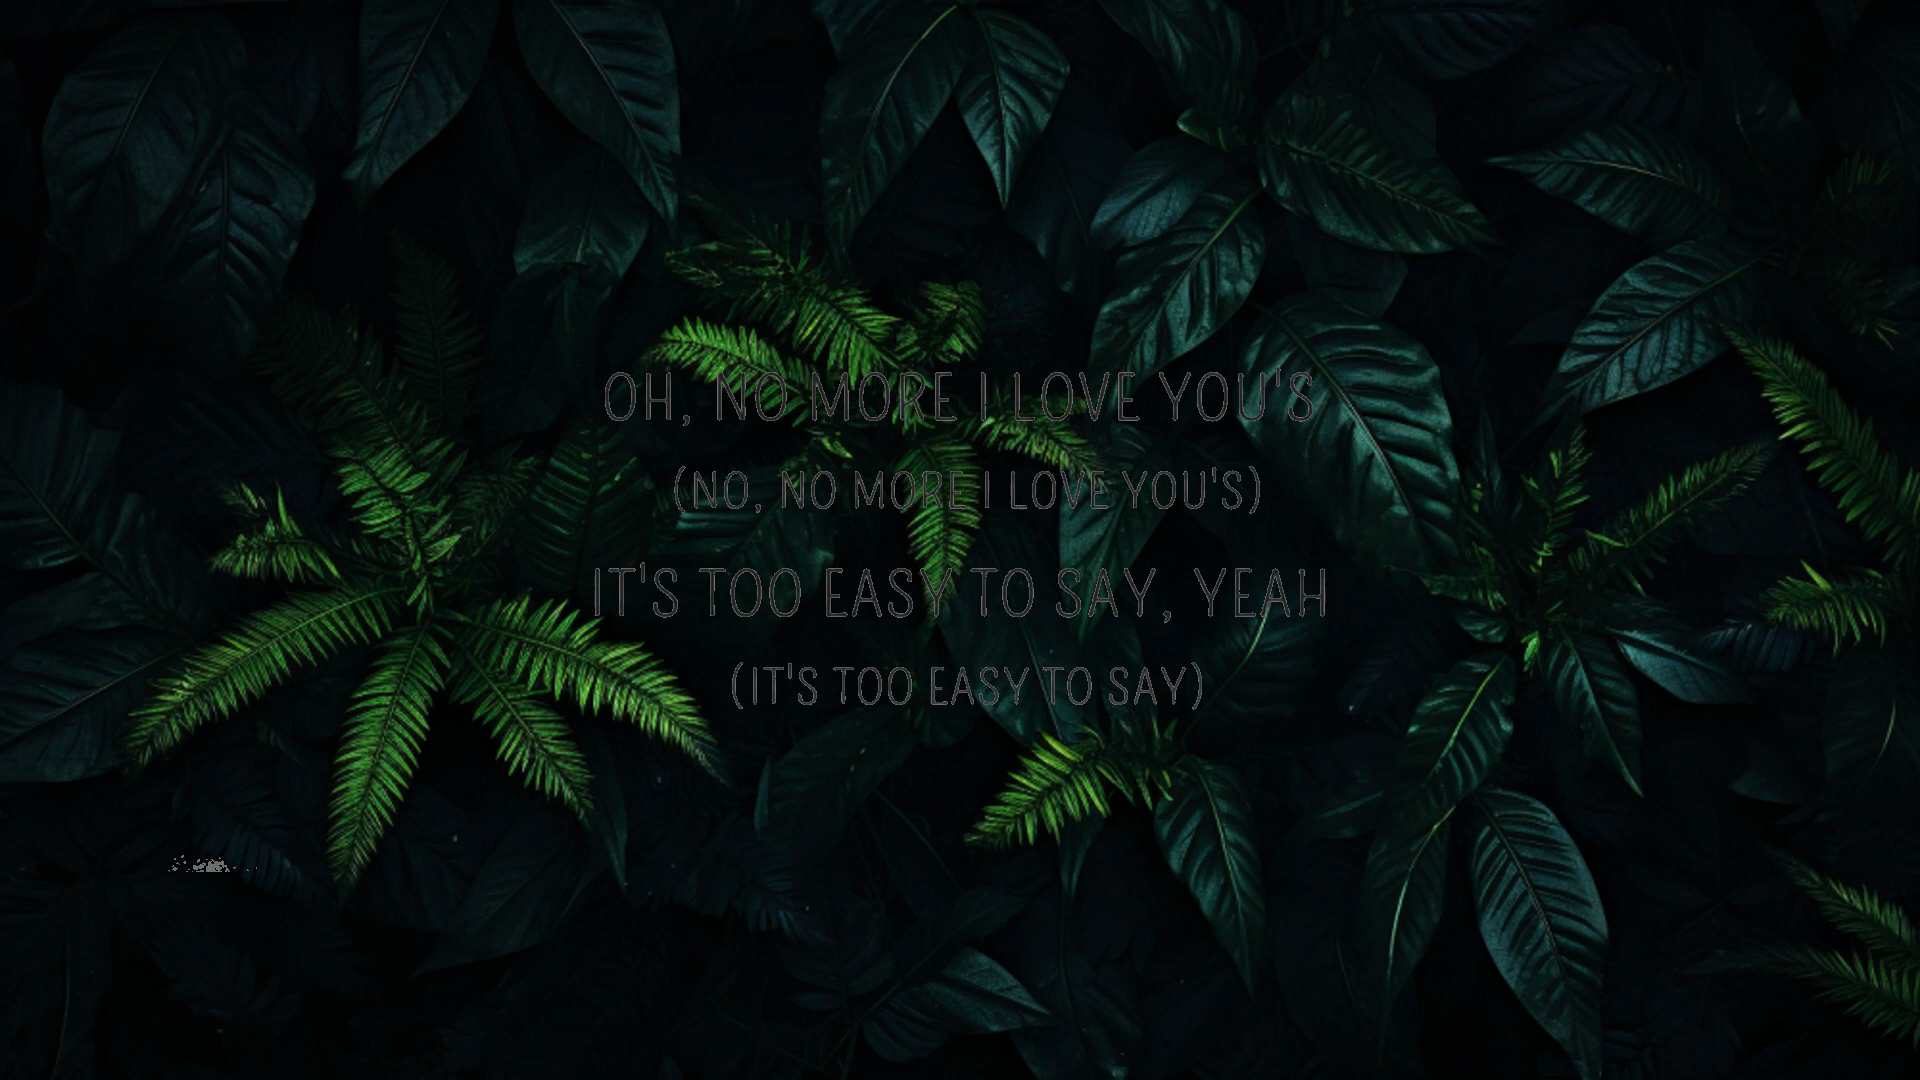 OH, NO MORE I LOVE YOU'S
(NO, NO MORE I LOVE YOU'S)
IT'S TOO EASY TO SAY, YEAH
(IT'S TOO EASY TO SAY)